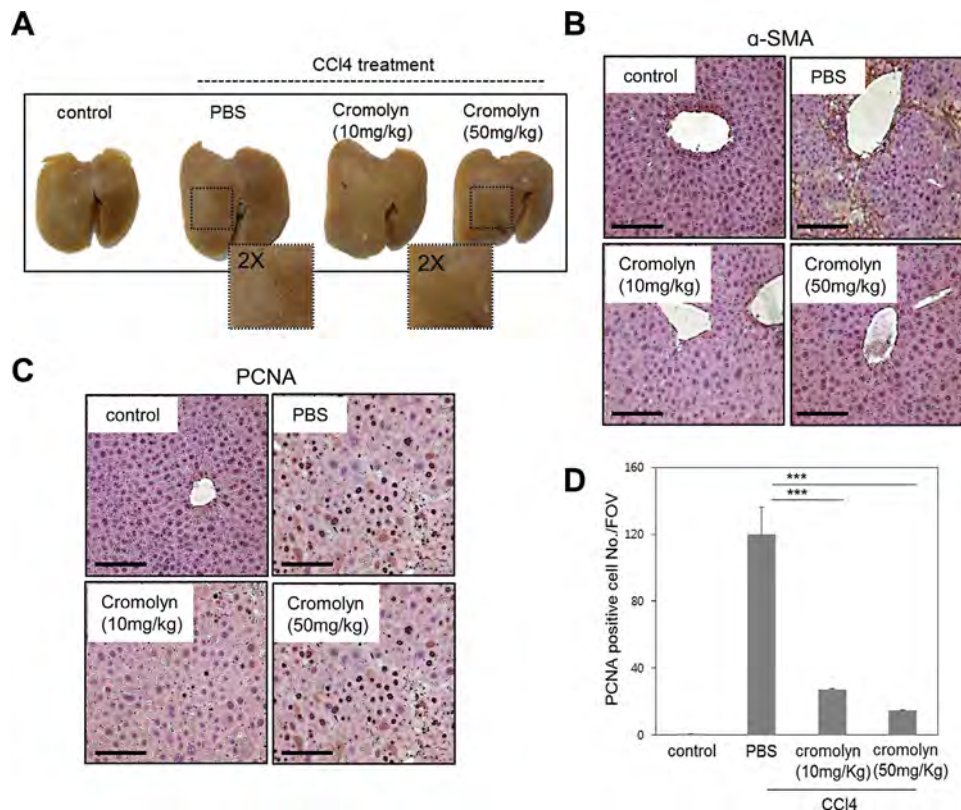 A
CCl4 treatment
control
PBS
Cromolyn
(10mg/kg)
Cromolyn
(50mg/kg)
2X
2X
B
α-SMA
control
PBS
Cromolyn
(10mg/kg)
Cromolyn
(50mg/kg)
C
PCNA
control
PBS
Cromolyn
(10mg/kg)
Cromolyn
(50mg/kg)
D
PCNA positive cell No./FOV
160
120
80
40
0
***
***
control
PBS
cromolyn
(10mg/Kg)
cromolyn
(50mg/Kg)
CCl4